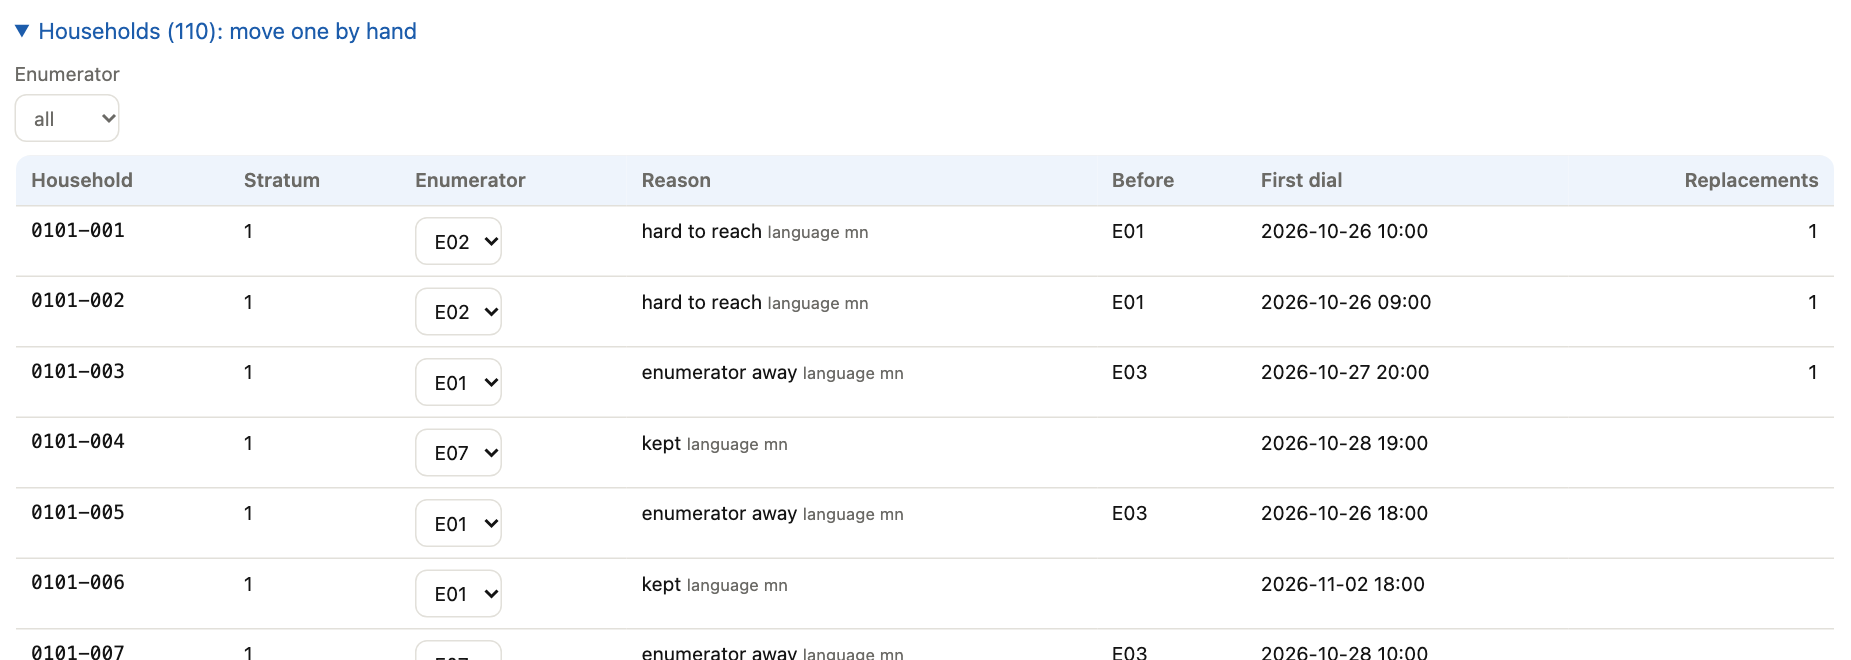 ▼ Households (110): move one by hand
Enumerator
all
Household Stratum Enumerator Reason Before First dial Replacements
0101–001 1 E02 hard to reach language mn E01 2026-10-26 10:00 1
0101–002 1 E02 hard to reach language mn E01 2026-10-26 09:00 1
0101–003 1 E01 enumerator away language mn E03 2026-10-27 20:00 1
0101–004 1 E07 kept language mn 2026-10-28 19:00
0101–005 1 E01 enumerator away language mn E03 2026-10-26 18:00
0101–006 1 E01 kept language mn 2026-11-02 18:00
0101–007 1 enumerator away language mn E03 2026-10-28 10:00